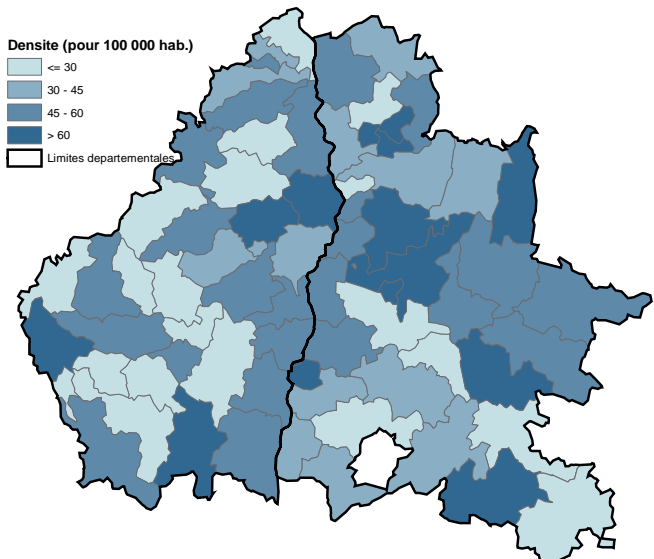 Densite (pour 100 000 hab.)
<= 30
30 - 45
45 - 60
> 60
Limites departementales